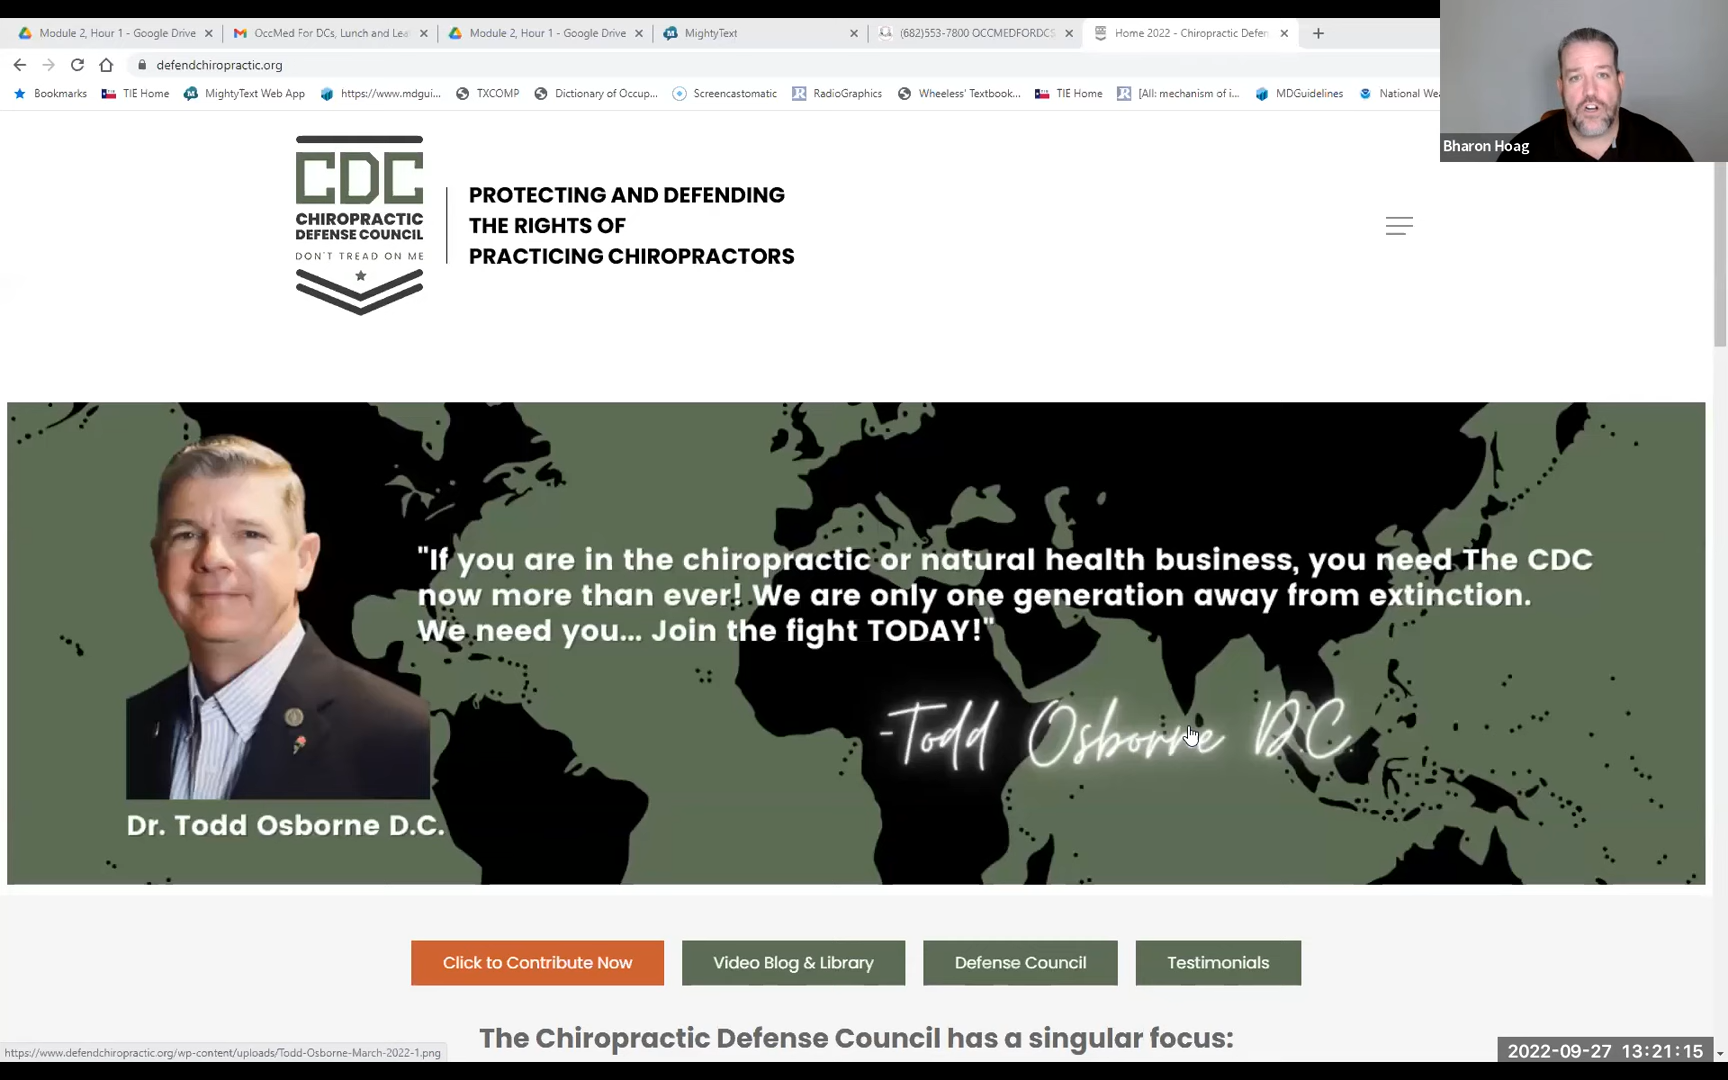 Module 2, Hour 1 - Google Drive
OccMed For DCs, Lunch and Lea
Module 2, Hour 1 - Google Drive
MightyText
(682)553-7800 OCCMEDFORDCS
Home 2022 - Chiropractic Defen
defendchiropractic.org
Bookmarks
TIE Home
MightyText Web App
https://www.mdgui...
TXCOMP
Dictionary of Occup...
Screencastomatic
RadioGraphics
Wheeless' Textbook...
TIE Home
[All: mechanism of i...
MDGuidelines
National We
Bharon Hoag
CDC
CHIROPRACTIC
DEFENSE COUNCIL
DON'T TREAD ON ME
PROTECTING AND DEFENDING
THE RIGHTS OF
PRACTICING CHIROPRACTORS
"If you are in the chiropractic or natural health business, you need The CDC
now more than ever! We are only one generation away from extinction.
We need you... Join the fight TODAY!"
-Todd Osborne D.C.
Dr. Todd Osborne D.C.
Click to Contribute Now
Video Blog & Library
Defense Council
Testimonials
The Chiropractic Defense Council has a singular focus:
https://www.defendchiropractic.org/wp-content/uploads/Todd-Osborne-March-2022-1.png
2022-09-27 13:21:15